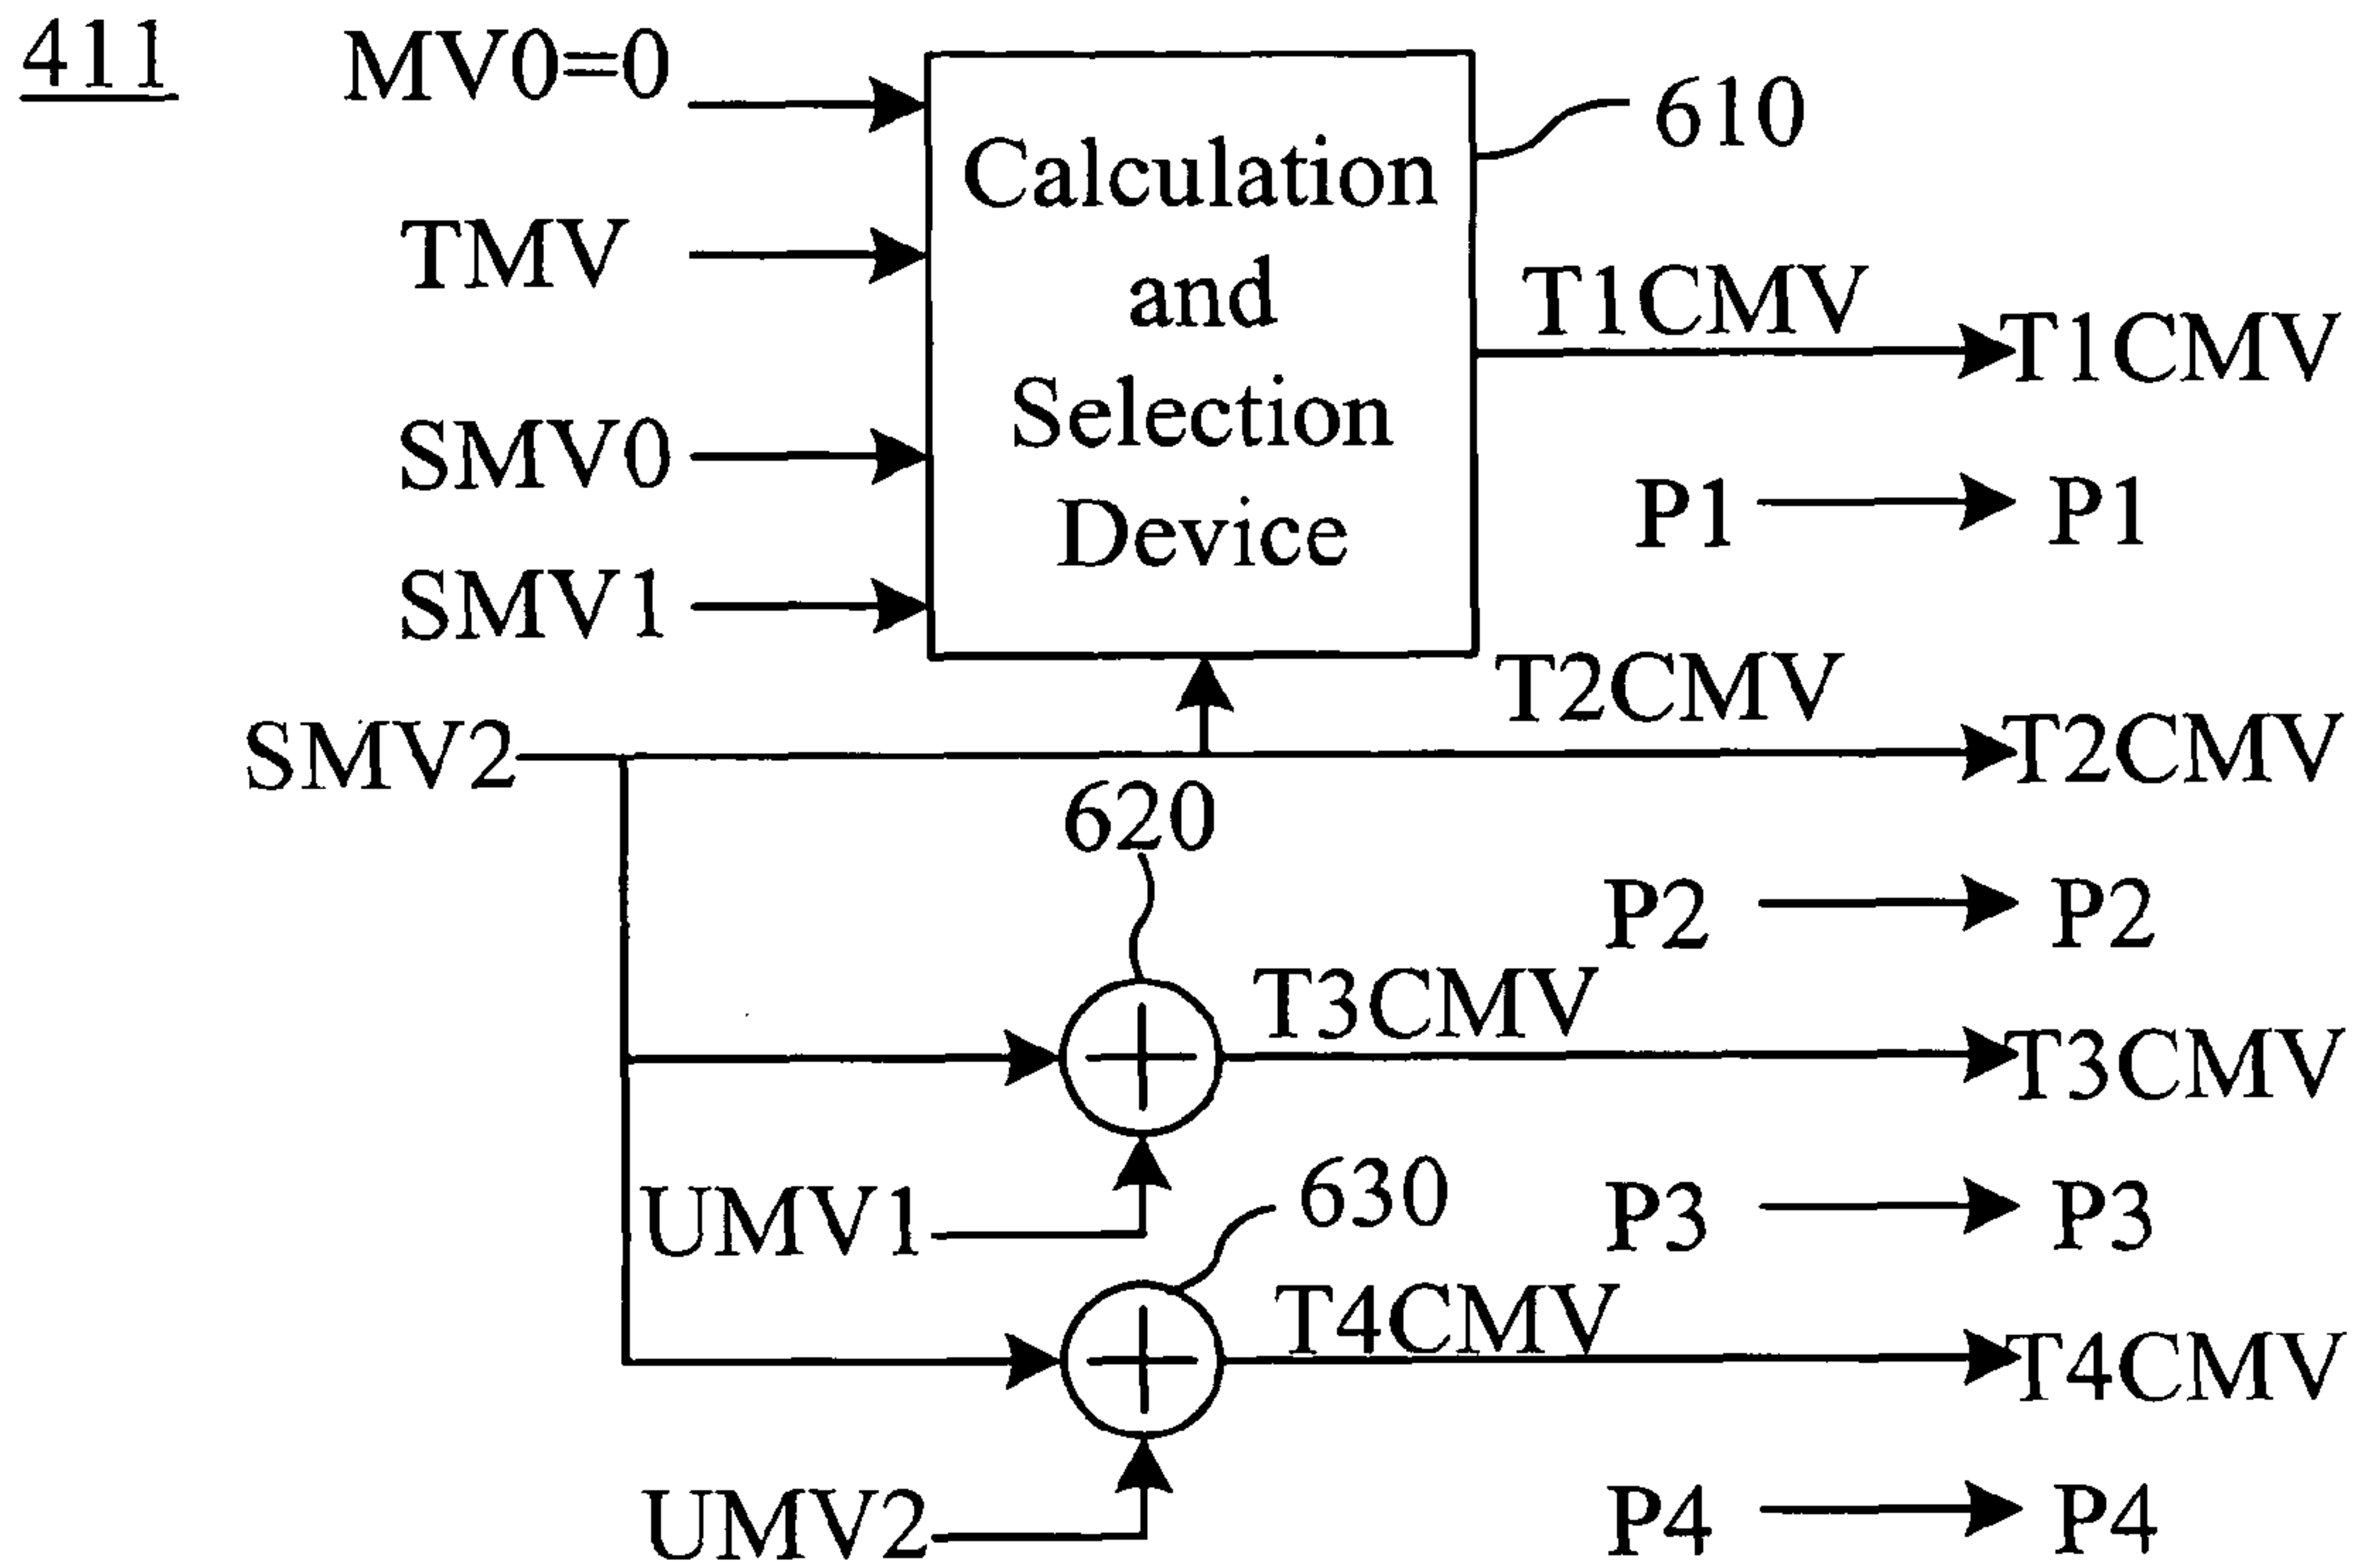 411
MV0=0
610
Calculation
and
Selection
Device
TMV
SMV0
SMV1
T1CMV
T1CMV
P1
P1
T2CMV
SMV2
T2CMV
620
P2
P2
T3CMV
T3CMV
UMV1
630
P3
P3
T4CMV
T4CMV
UMV2
P4
P4